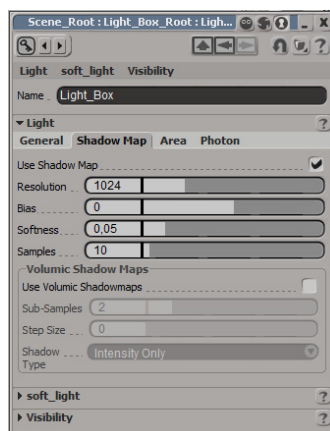 Scene_Root : Light_Box_Root : Ligh...
Light soft_light Visibility
Name Light_Box
Light ?
General Shadow Map Area Photon
Use Shadow Map
Resolution 1024
Bias 0
Softness 0,05
Samples 10
Volumic Shadow Maps
Use Volumic Shadowmaps
Sub-Samples 2
Step Size 0
Shadow Type Intensity Only
soft_light ?
Visibility ?